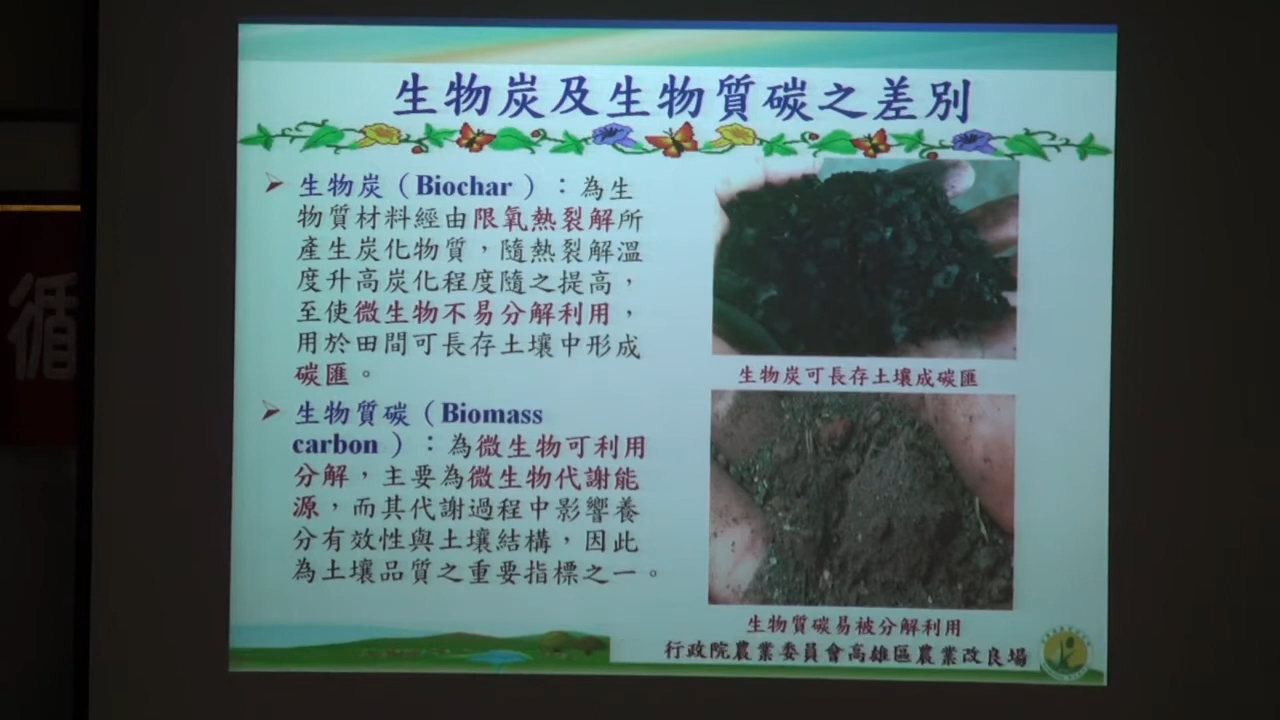 生物炭及生物質碳之差別
生物炭（Biochar）：為生
物質材料經由限氧熱裂解所
產生炭化物質，隨熱裂解溫
度升高炭化程度隨之提高，
至使微生物不易分解利用，
用於田間可長存土壤中形成
碳匯。
生物質碳（Biomass
carbon）：為微生物可利用
分解，主要為微生物代謝能
源，而其代謝過程中影響養
分有效性與土壤結構，因此
為土壤品質之重要指標之一。
生物炭可長存土壤成碳匯
生物質碳易被分解利用
行政院農業委員會高雄區農業改良場
循